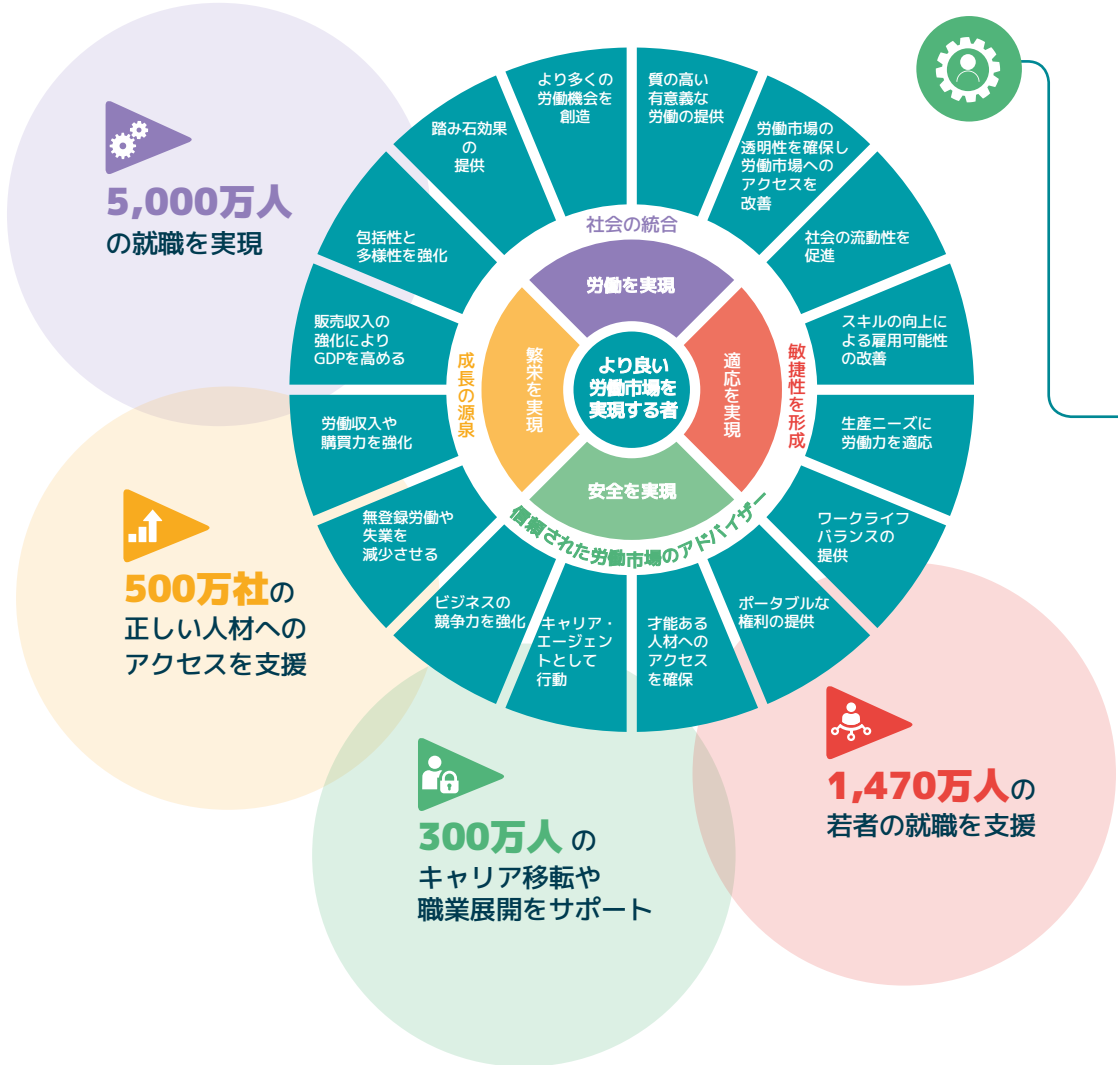 より多くの
労働機会を
創造
質の高い
有意義な
労働の提供
労働市場の
透明性を確保し
労働市場への
アクセスを
改善
社会の流動性を
促進
スキルの向上に
よる雇用可能性
の改善
生産ニーズに
労働力を適応
ワークライフ
バランスの
提供
ポータブルな
権利の提供
才能ある
人材への
アクセス
を確保
キャリア・
エージェン
トとして
行動
ビジネスの
競争力を強化
無登録労働や
失業を
減少させる
労働収入や
購買力を強化
販売収入の
強化により
GDPを高める
包括性と
多様性を強化
踏み石効果
の
提供
社会の統合
敏捷性を形成
信頼された労働市場のアドバイザー
成長の源泉
労働を実現
適応を実現
安全を実現
繁栄を実現
より良い
労働市場を
実現する者
5,000万人
の就職を実現
500万社の
正しい人材への
アクセスを支援
300万人 の
キャリア移転や
職業展開をサポート
1,470万人の
若者の就職を支援